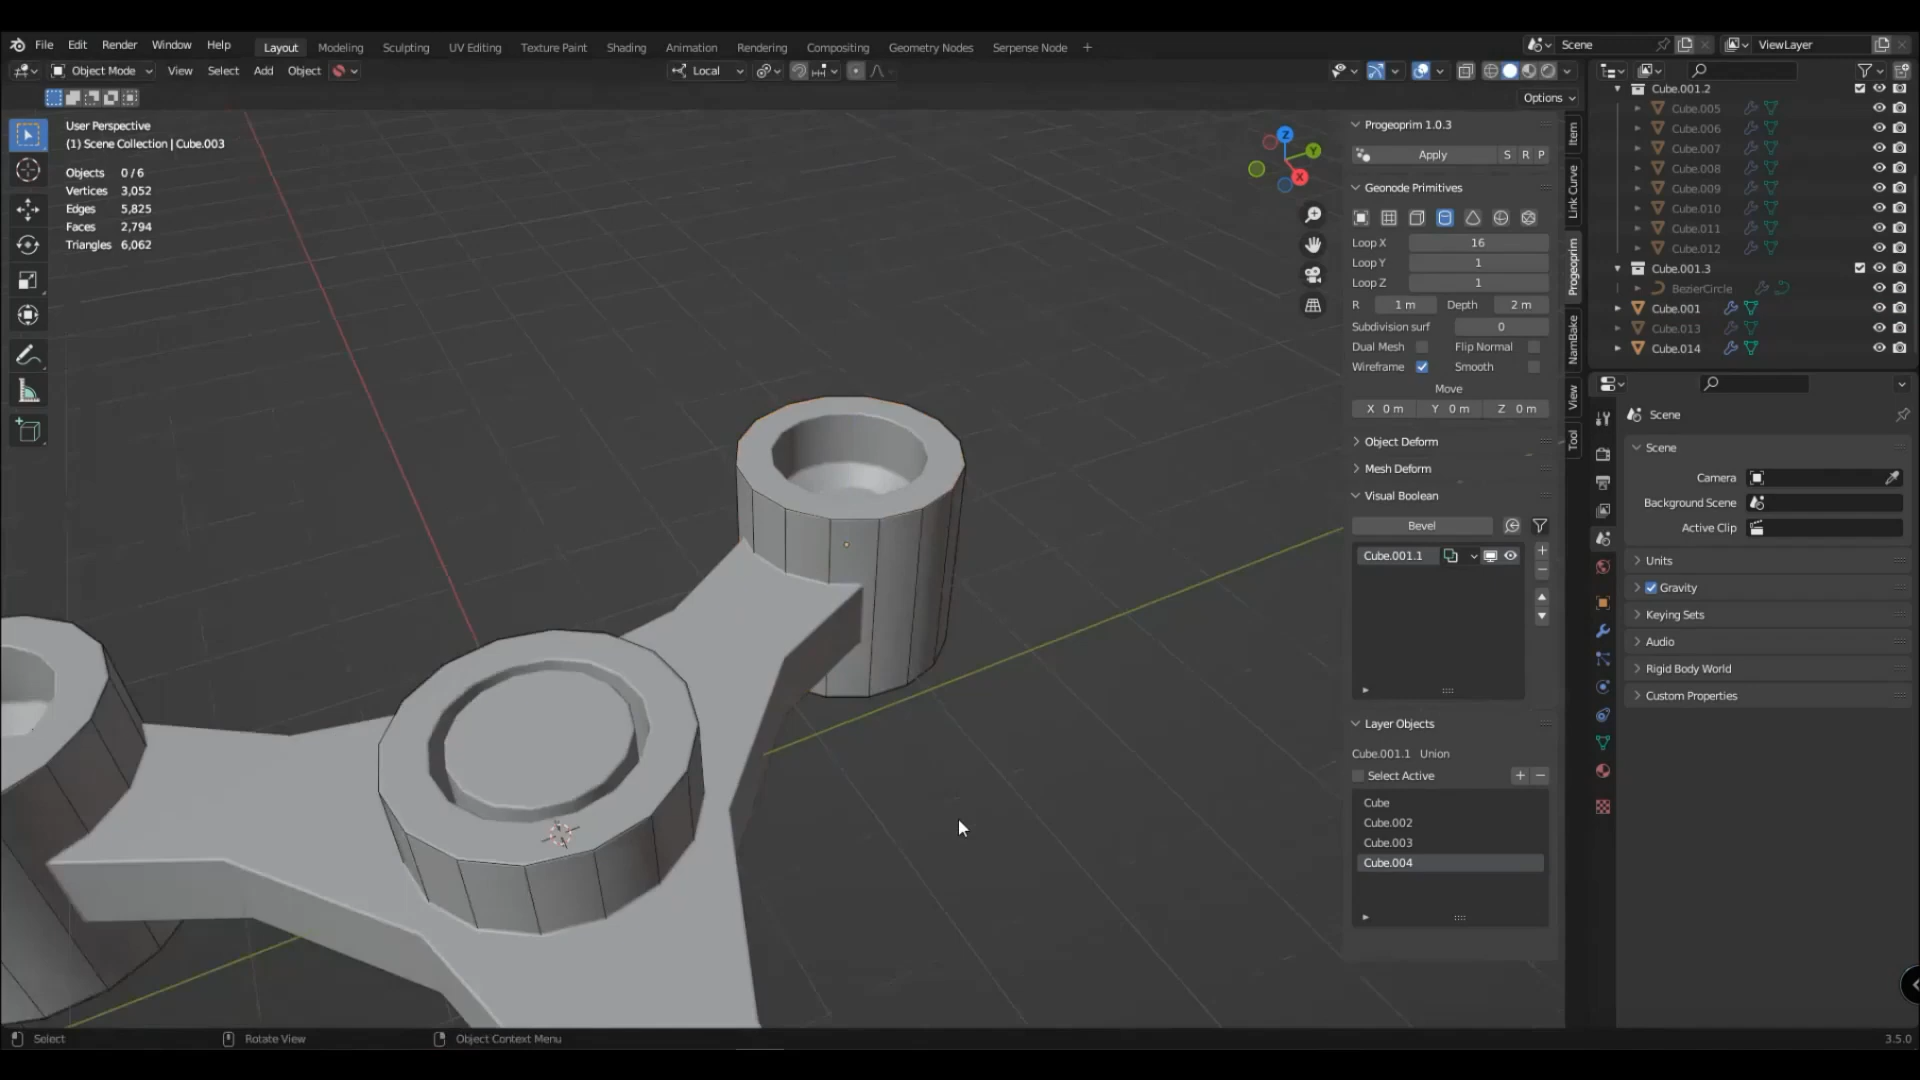 File Edit Render Window Help Layout Modeling Sculpting UV Editing Texture Paint Shading Animation Rendering Compositing Geometry Nodes Serpense Node + Scene ViewLayer
Object Mode View Select Add Object Local
Options
User Perspective
(1) Scene Collection | Cube.003
Objects 0 / 6
Vertices 3,052
Edges 5,825
Faces 2,794
Triangles 6,062
Z
Y
X
Progeoprim 1.0.3
Apply S R P
Geonode Primitives
Loop X 16
Loop Y 1
Loop Z 1
R 1 m Depth 2 m
Subdivision surf 0
Dual Mesh Flip Normal
Wireframe Smooth
Move
X 0 m Y 0 m Z 0 m
Object Deform
Mesh Deform
Visual Boolean
Bevel
Cube.001.1
Layer Objects
Cube.001.1 Union
Select Active
Cube
Cube.002
Cube.003
Cube.004
Item
Link Curve
Progeoprim
NamBake
View
Tool
Cube.001.2
Cube.005
Cube.006
Cube.007
Cube.008
Cube.009
Cube.010
Cube.011
Cube.012
Cube.001.3
BezierCircle
Cube.001
Cube.013
Cube.014
Scene
Scene
Camera
Background Scene
Active Clip
Units
Gravity
Keying Sets
Audio
Rigid Body World
Custom Properties
Select Rotate View Object Context Menu 3.5.0